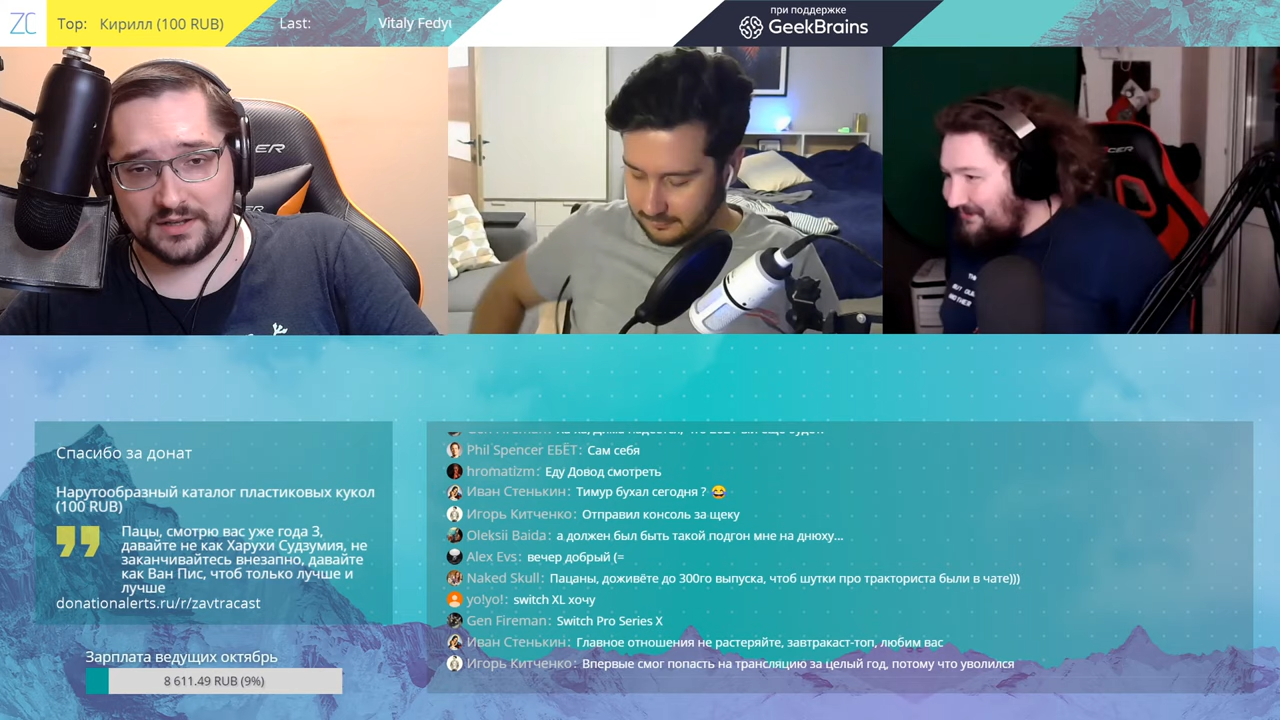 ZC
Top: Кирилл (100 RUB)
Last: Vitaly Fedy
при поддержке
GeekBrains
ER
ER
CER
THE
BUT
Спасибо за донат
Нарутообразный каталог пластиковых кукол
(100 RUB)
Пацы, смотрю вас уже года 3,
давайте не как Харухи Судзумия, не
заканчивайтесь внезапно, давайте
как Ван Пис, чтоб только лучше и
лучше
donationalerts.ru/r/zavtracast
Зарплата ведущих октябрь
8 611.49 RUB (9%)
Phil Spencer ЕБЁТ: Сам себя
hromatizm: Еду Довод смотреть
Иван Стенькин: Тимур бухал сегодня ? 😂
Игорь Китченко: Отправил консоль за щеку
Oleksii Baida: а должен был быть такой подгон мне на днюху...
Alex Evs: вечер добрый (=
Naked Skull: Пацаны, доживёте до 300го выпуска, чтоб шутки про тракториста были в чате)))
yo!yo!: switch XL хочу
Gen Fireman: Switch Pro Series X
Иван Стенькин: Главное отношения не растеряйте, завтракаст-топ, любим вас
Игорь Китченко: Впервые смог попасть на трансляцию за целый год, потому что уволился